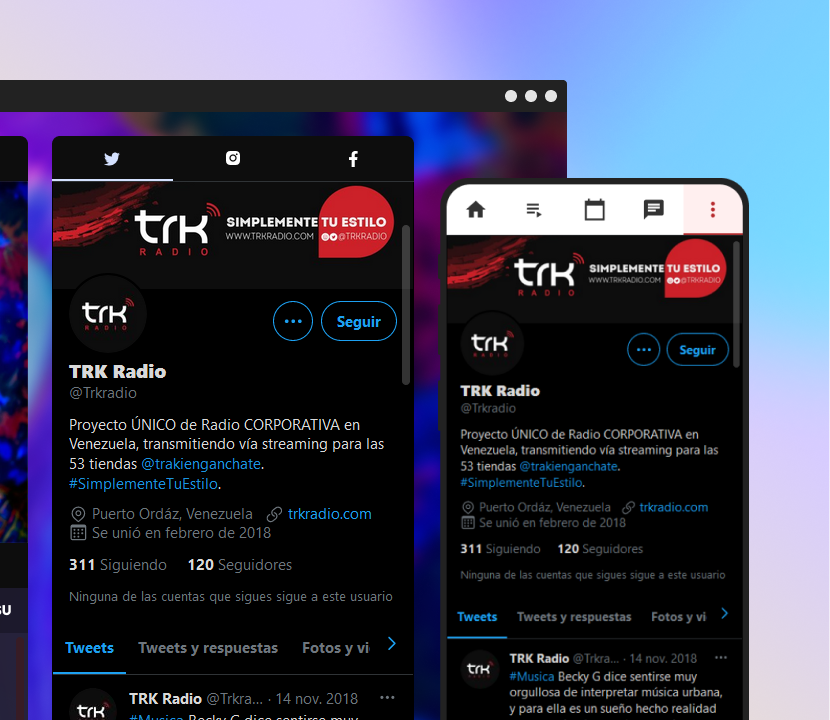 trk
RADIO
SIMPLEMENTE TU ESTILO
WWW.TRKRADIO.COM @TRKRADIO
trk
RADIO
Seguir
TRK Radio
@Trkradio
Proyecto ÚNICO de Radio CORPORATIVA en
Venezuela, transmitiendo vía streaming para las
53 tiendas @trakienganchate.
#SimplementeTuEstilo.
Puerto Ordáz, Venezuela trkradio.com
Se unió en febrero de 2018
311 Siguiendo 120 Seguidores
Ninguna de las cuentas que sigues sigue a este usuario
Tweets Tweets y respuestas Fotos y vi
TRK Radio @Trkra... · 14 nov. 2018
trk
#Musica Becky G dice sentirse muy
SU
trk
RADIO
SIMPLEMENTE TU ESTILO
WWW.TRKRADIO.COM @TRKRADIO
trk
RADIO
Seguir
TRK Radio
@Trkradio
Proyecto ÚNICO de Radio CORPORATIVA en
Venezuela, transmitiendo vía streaming para las
53 tiendas @trakienganchate.
#SimplementeTuEstilo.
Puerto Ordáz, Venezuela trkradio.com
Se unió en febrero de 2018
311 Siguiendo 120 Seguidores
Ninguna de las cuentas que sigues sigue a este usuario
Tweets Tweets y respuestas Fotos y vi
trk
RADIO
TRK Radio @Trkra... · 14 nov. 2018
#Musica Becky G dice sentirse muy
orgullosa de interpretar música urbana,
y para ella es un sueño hecho realidad